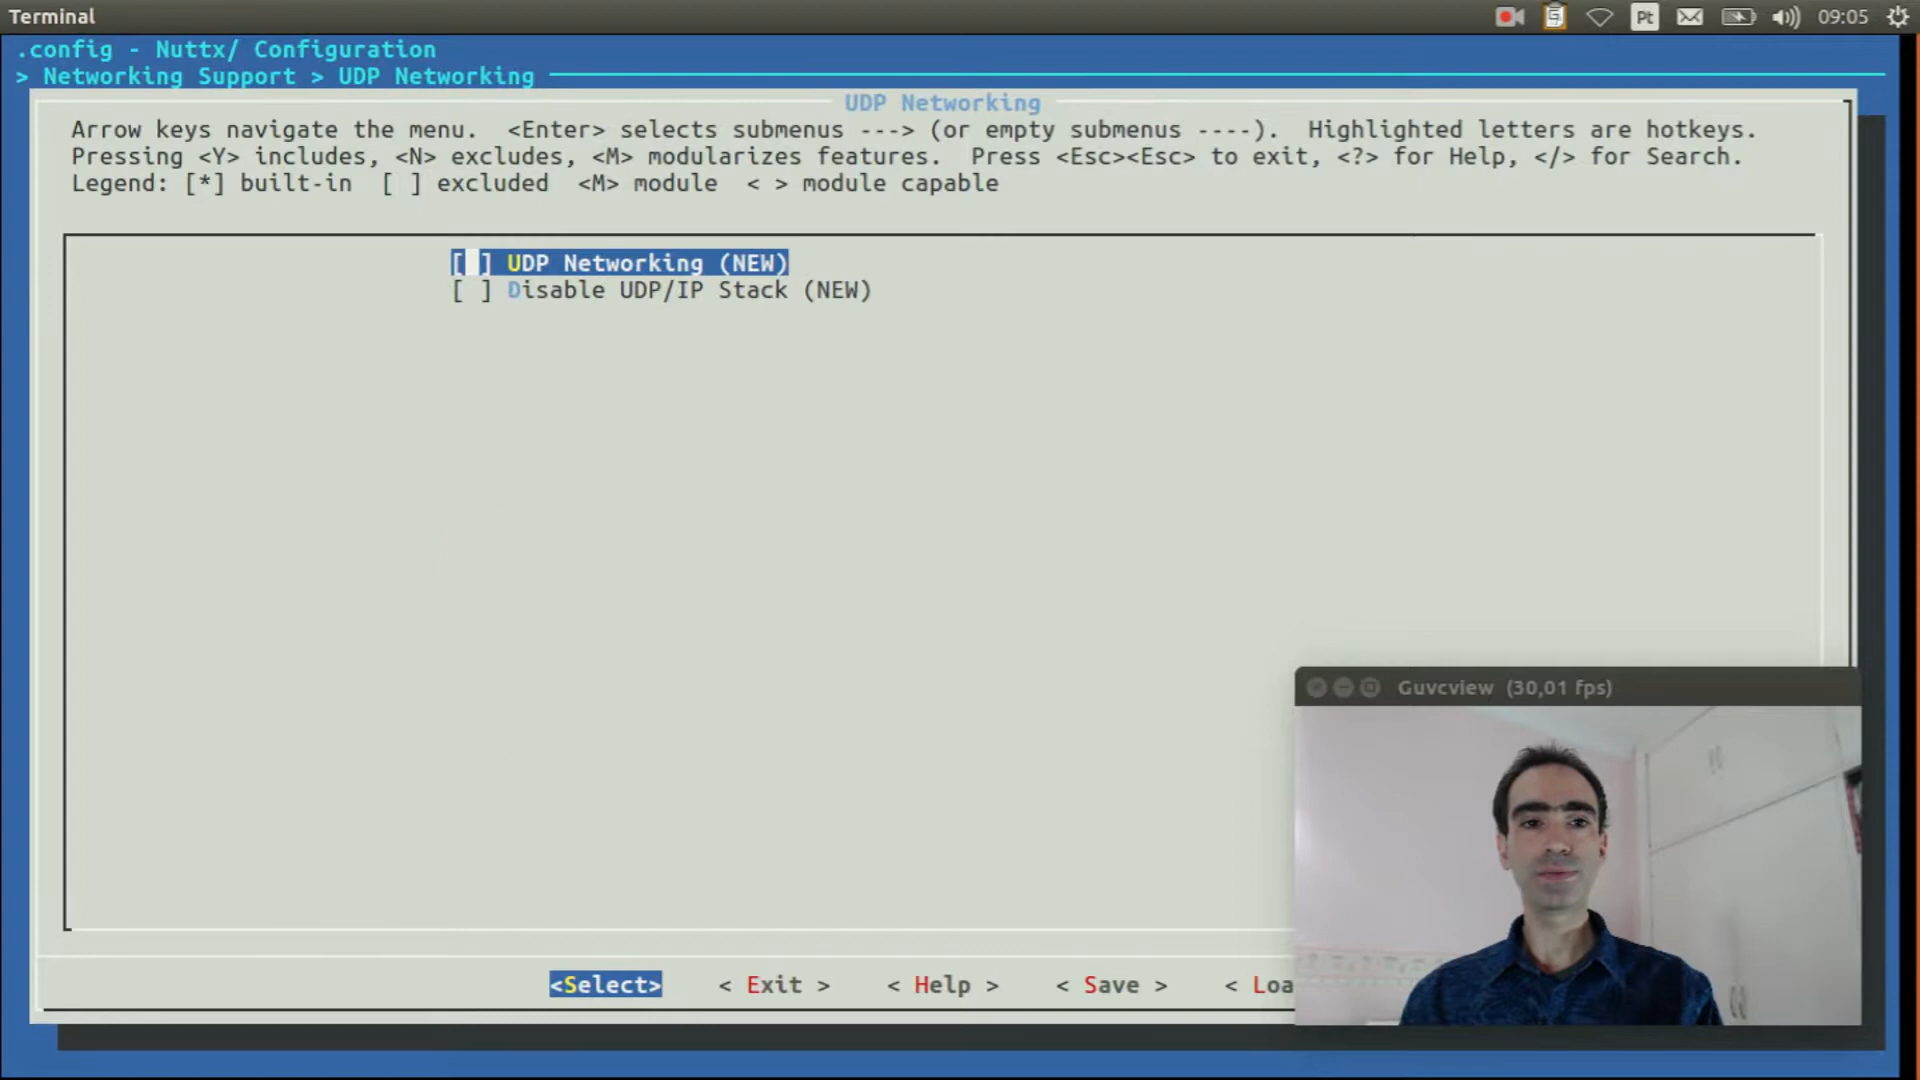 Terminal
Pt
09:05
.config - Nuttx/ Configuration
> Networking Support > UDP Networking
UDP Networking
Arrow keys navigate the menu.  <Enter> selects submenus ---> (or empty submenus ----).  Highlighted letters are hotkeys.
Pressing <Y> includes, <N> excludes, <M> modularizes features.  Press <Esc><Esc> to exit, <?> for Help, </> for Search.
Legend: [*] built-in  [ ] excluded  <M> module  < > module capable
[ ] UDP Networking (NEW)
[ ] Disable UDP/IP Stack (NEW)
Guvcview (30,01 fps)
<Select>    < Exit >    < Help >    < Save >    < Loa